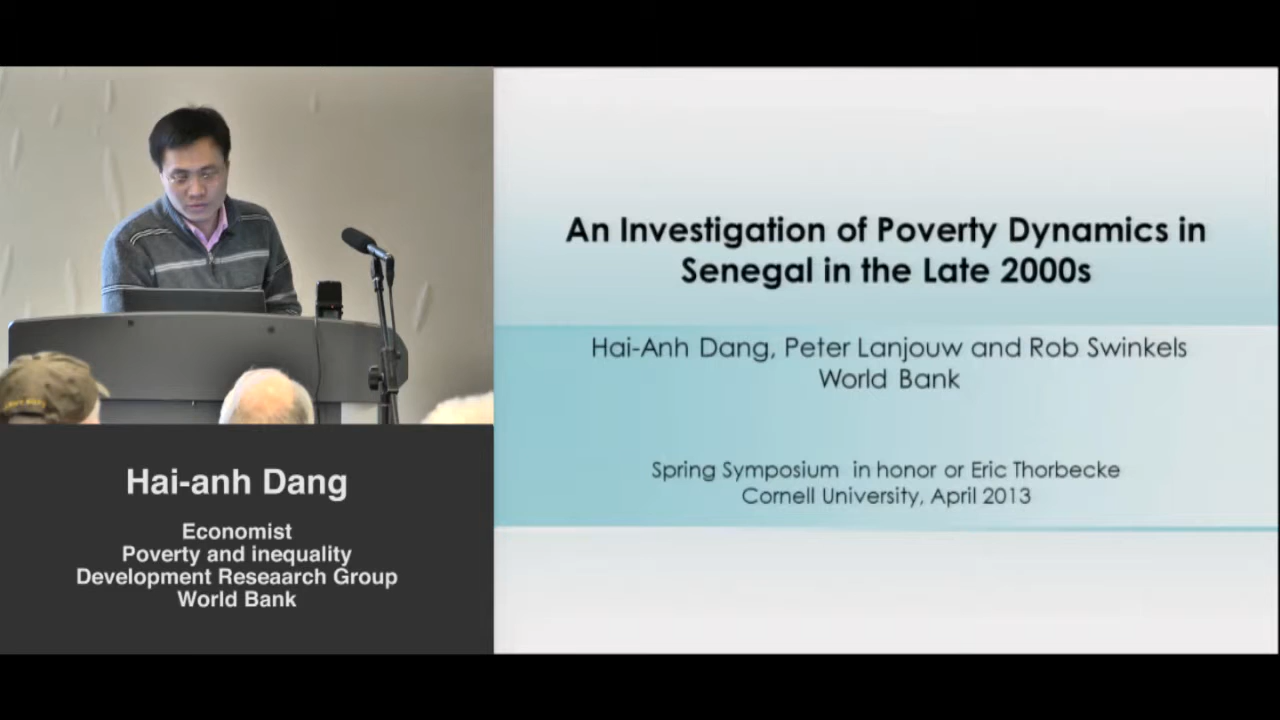 An Investigation of Poverty Dynamics in
Senegal in the Late 2000s
Hai-Anh Dang, Peter Lanjouw and Rob Swinkels
World Bank
Spring Symposium in honor or Eric Thorbecke
Cornell University, April 2013
Hai-anh Dang
Economist
Poverty and inequality
Development Reseaarch Group
World Bank